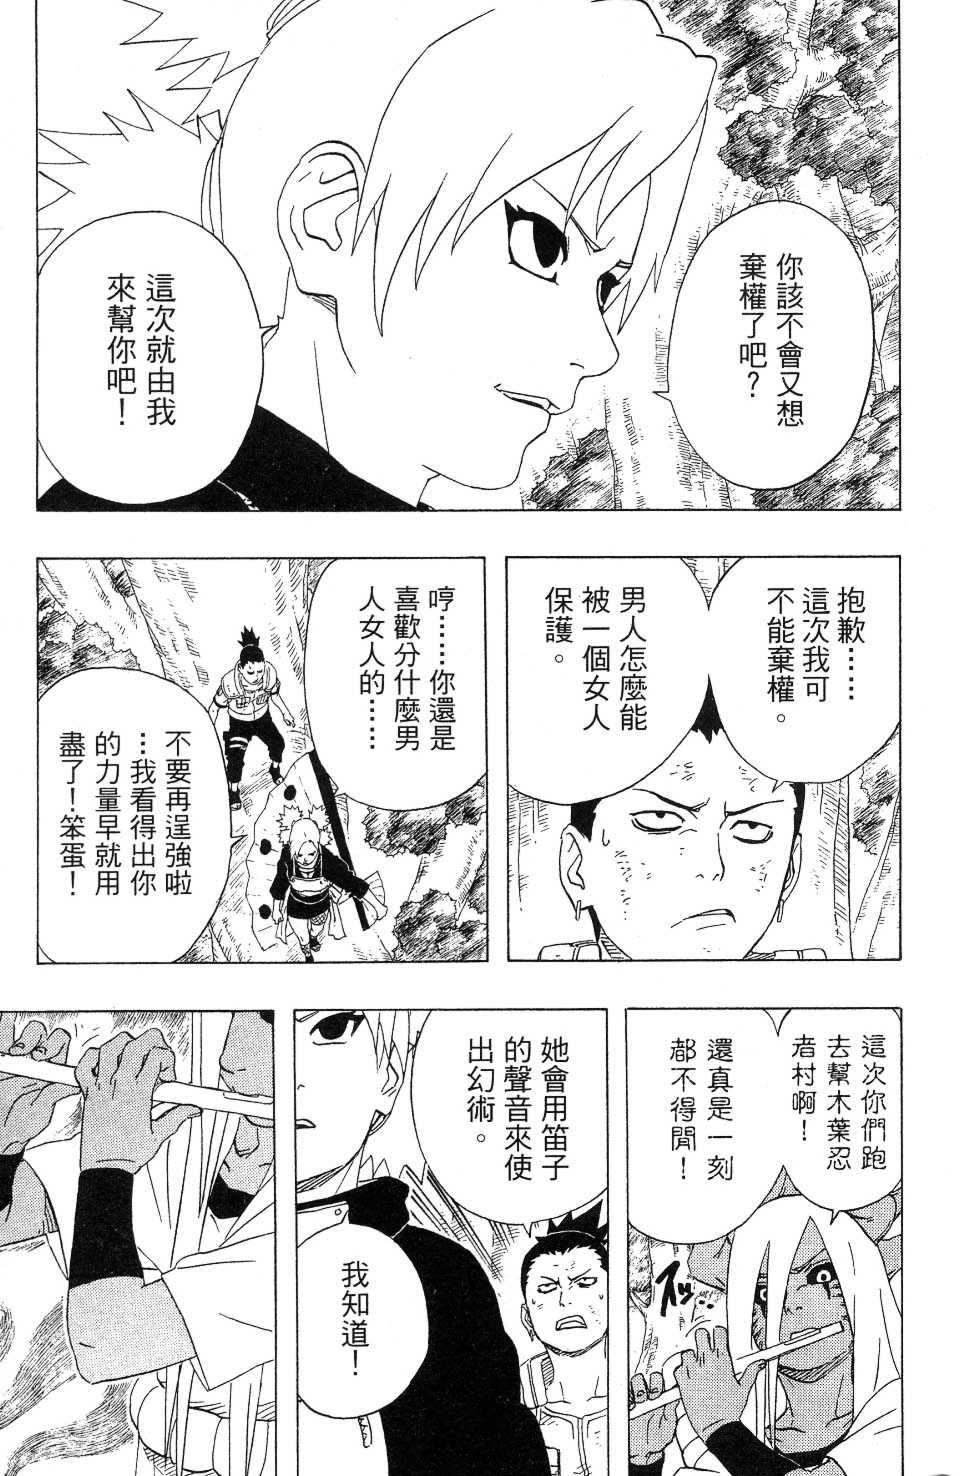 你該不會又想
棄權了吧？
這次就由我
來幫你吧！
抱歉……
這次我可
不能棄權。
男人怎麼能
被一個女人
保護。
哼……你還是
喜歡分什麼男
人女人的……
不要再逞強啦
…我看得出你
的力量早就用
盡了！笨蛋！
這次你們跑
去幫木葉忍
者村啊！
還真是一刻
都不得閒！
她會用笛子
的聲音來使
出幻術。
我知道！